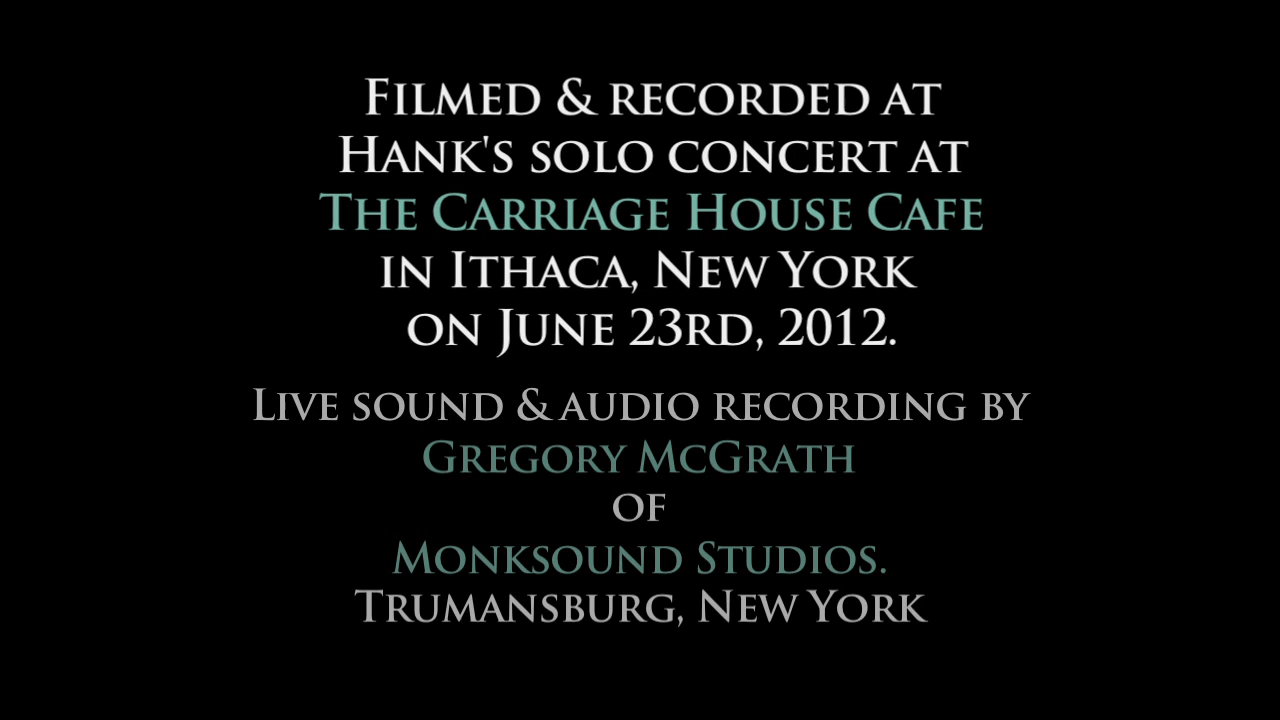 Filmed & recorded at
Hank's solo concert at
The Carriage House Cafe
in Ithaca, New York
on June 23rd, 2012.
Live sound & audio recording by
Gregory McGrath
of
Monksound Studios.
Trumansburg, New York